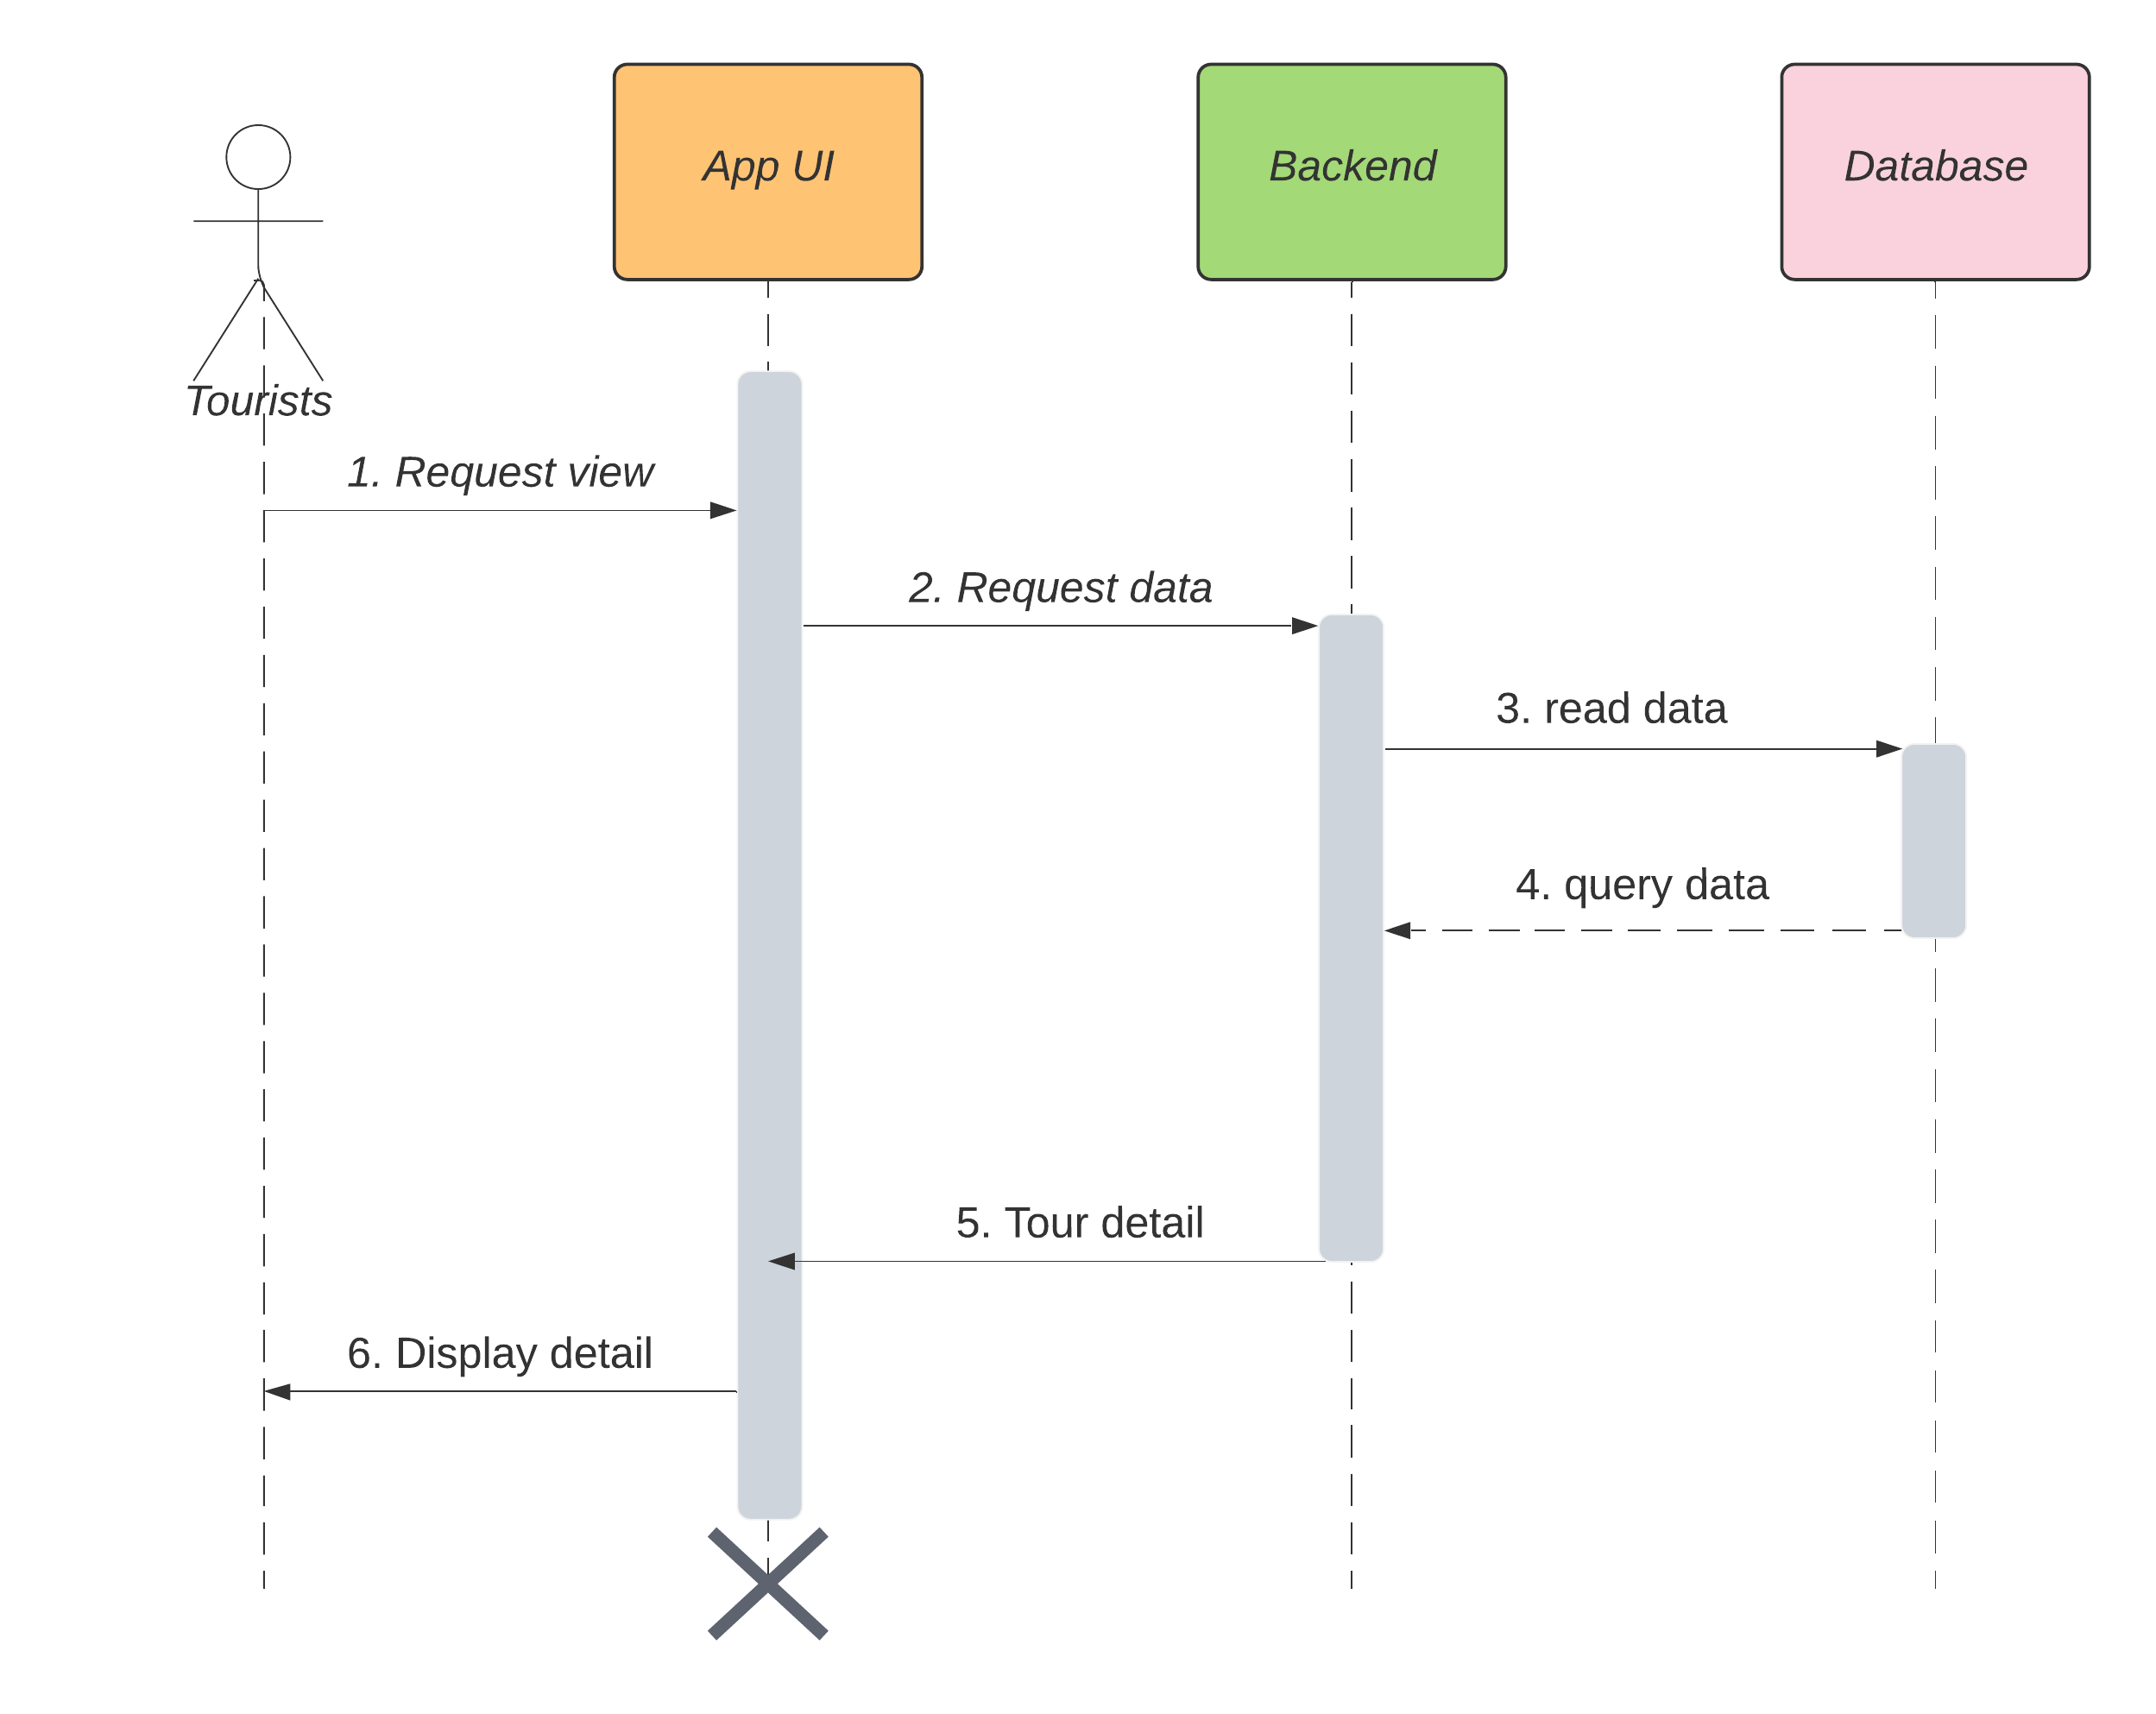 App UI
Backend
Database
Tourists
1. Request view
2. Request data
3. read data
4. query data
5. Tour detail
6. Display detail